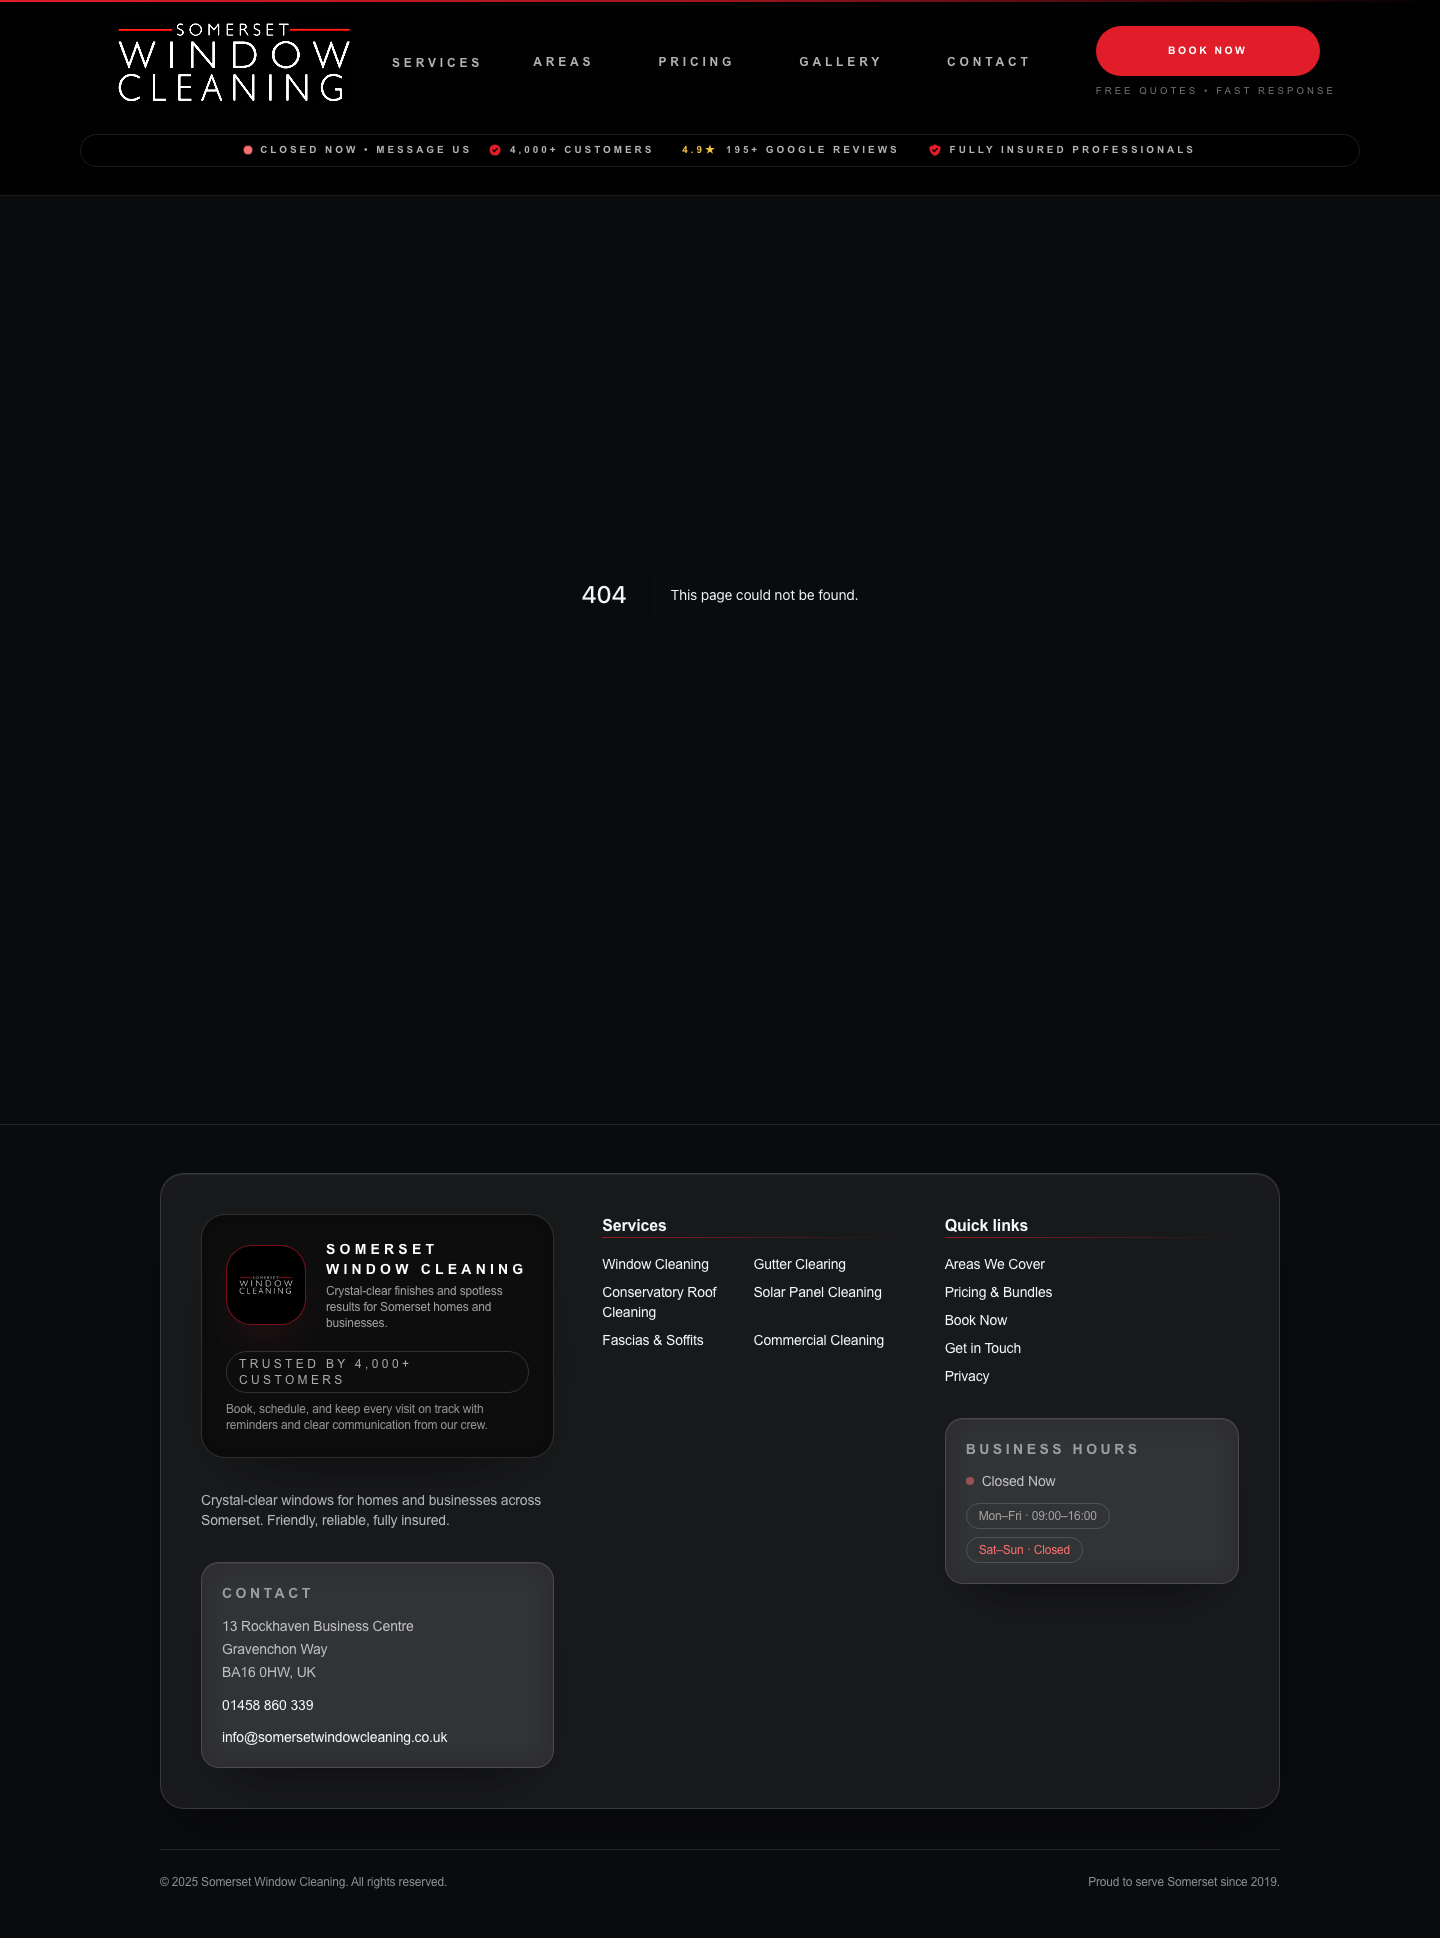 SOMERSET
WINDOW
CLEANING
SERVICES
AREAS
PRICING
GALLERY
CONTACT
BOOK NOW
FREE QUOTES • FAST RESPONSE
CLOSED NOW • MESSAGE US
4,000+ CUSTOMERS
4.9★ 195+ GOOGLE REVIEWS
FULLY INSURED PROFESSIONALS
404
This page could not be found.
SOMERSET
WINDOW
CLEANING
SOMERSET
WINDOW CLEANING
Crystal-clear finishes and spotless
results for Somerset homes and
businesses.
TRUSTED BY 4,000+
CUSTOMERS
Book, schedule, and keep every visit on track with
reminders and clear communication from our crew.
Crystal-clear windows for homes and businesses across
Somerset. Friendly, reliable, fully insured.
CONTACT
13 Rockhaven Business Centre
Gravenchon Way
BA16 0HW, UK
01458 860 339
info@somersetwindowcleaning.co.uk
Services
Window Cleaning
Gutter Clearing
Conservatory Roof
Cleaning
Solar Panel Cleaning
Fascias & Soffits
Commercial Cleaning
Quick links
Areas We Cover
Pricing & Bundles
Book Now
Get in Touch
Privacy
BUSINESS HOURS
Closed Now
Mon–Fri · 09:00–16:00
Sat–Sun · Closed
© 2025 Somerset Window Cleaning. All rights reserved.
Proud to serve Somerset since 2019.